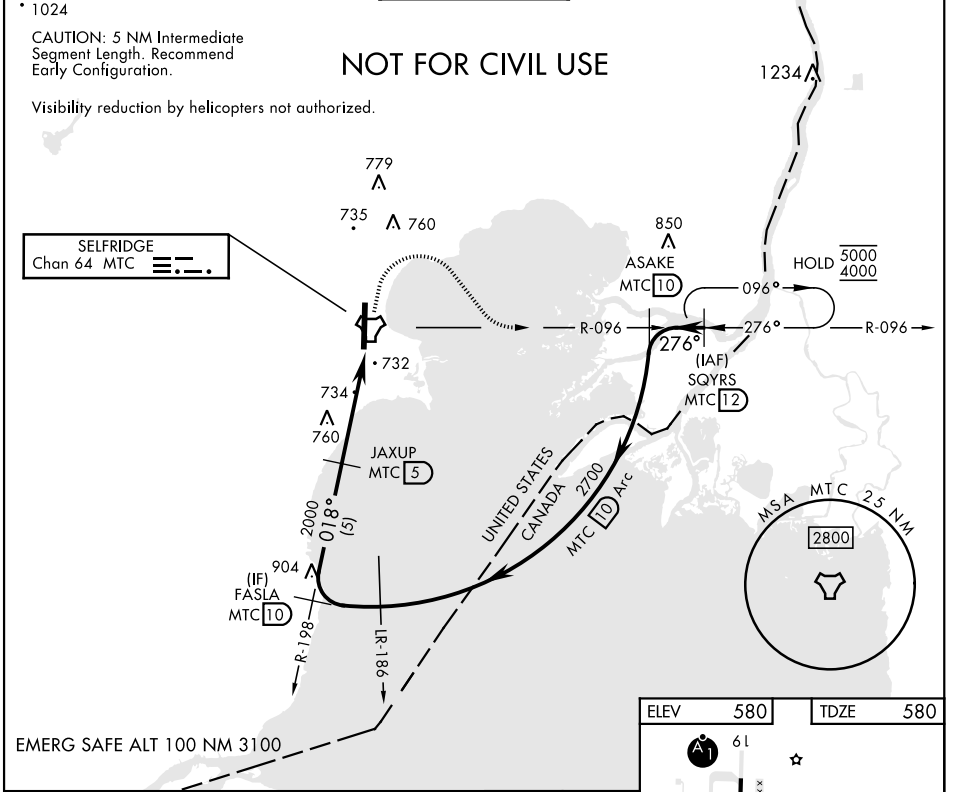 1024
CAUTION: 5 NM Intermediate
Segment Length. Recommend
Early Configuration.
NOT FOR CIVIL USE
1234
Visibility reduction by helicopters not authorized.
779
735
760
SELFRIDGE
Chan 64 MTC
850
ASAKE
MTC 10
HOLD 5000
4000
096°
R-096
276°
276°
R-096
(IAF)
SQYRS
MTC 12
732
734
760
JAXUP
MTC 5
UNITED STATES
CANADA
2700
MTC 10 Arc
2000
018°
(5)
MSA MTC 25 NM
2800
904
(IF)
FASLA
MTC 10
R-198
LR-186
ELEV 580
TDZE 580
EMERG SAFE ALT 100 NM 3100
A1
19